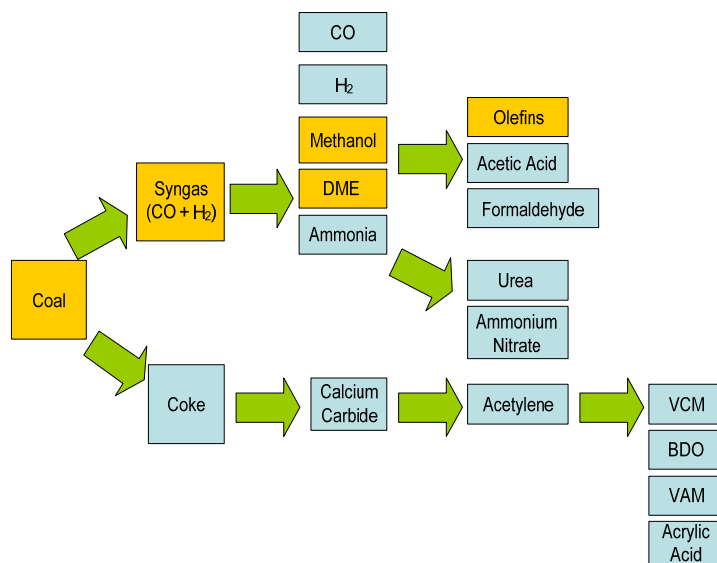 CO
H₂
Methanol
DME
Ammonia
Olefins
Acetic Acid
Formaldehyde
Syngas
(CO + H₂)
Coal
Urea
Ammonium
Nitrate
Coke
Calcium
Carbide
Acetylene
VCM
BDO
VAM
Acrylic
Acid